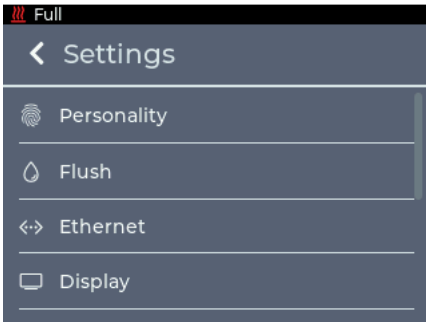 Full
Settings
Personality
Flush
Ethernet
Display